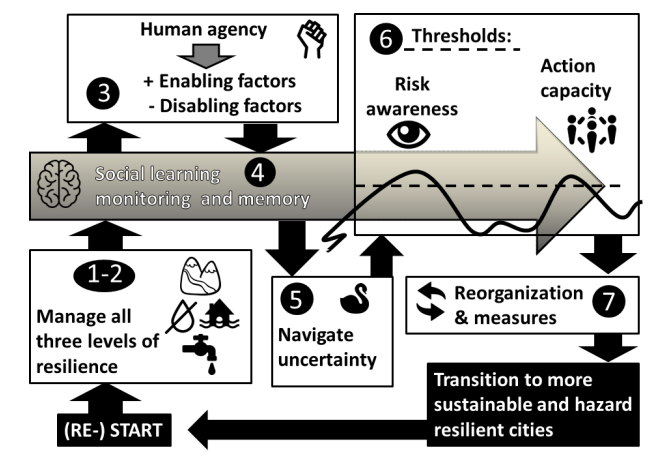 Human agency
3
+ Enabling factors
- Disabling factors
6 Thresholds:
Risk
awareness
Action
capacity
Social learning 4
monitoring and memory
1-2
Manage all
three levels of
resilience
5
Navigate
uncertainty
Reorganization 7
& measures
Transition to more
sustainable and hazard
resilient cities
(RE-) START